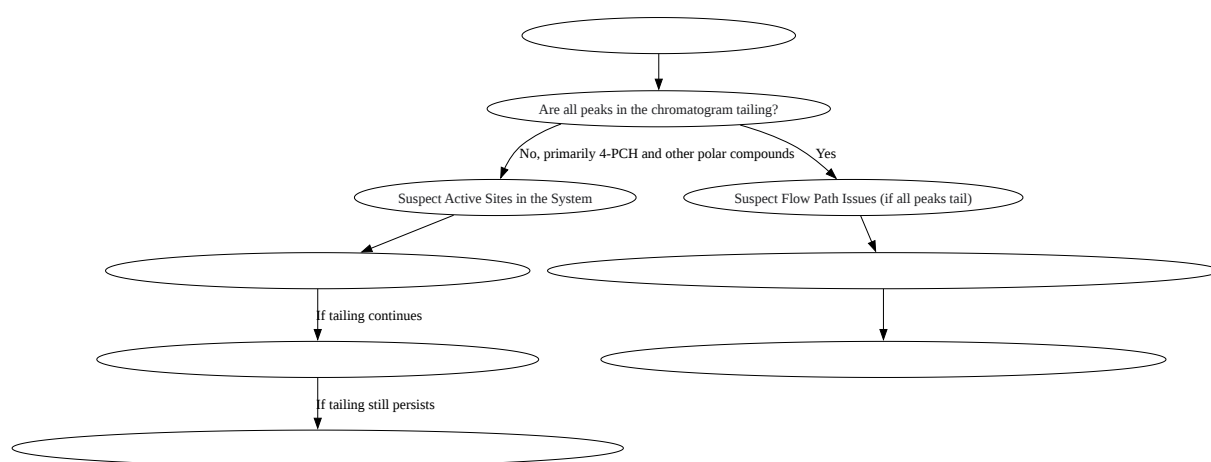 Are all peaks in the chromatogram tailing?
No, primarily 4-PCH and other polar compounds
Yes
Suspect Active Sites in the System
Suspect Flow Path Issues (if all peaks tail)
If tailing continues
If tailing still persists